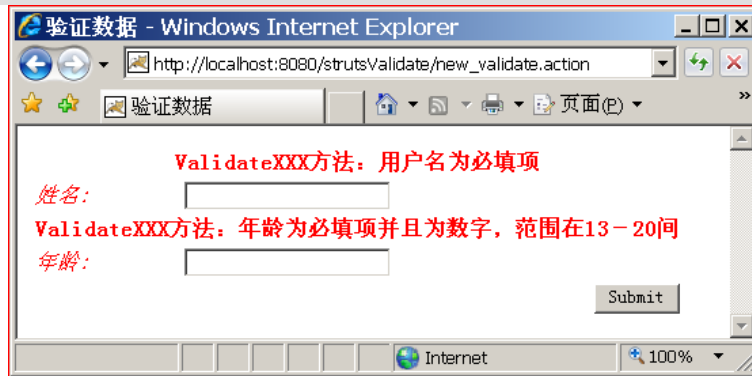 验证数据 - Windows Internet Explorer
http://localhost:8080/strutsValidate/new_validate.action
验证数据
页面(P)
»
ValidateXXX方法：用户名为必填项
姓名:
ValidateXXX方法：年龄为必填项并且为数字，范围在13－20间
年龄:
Submit
Internet
100%